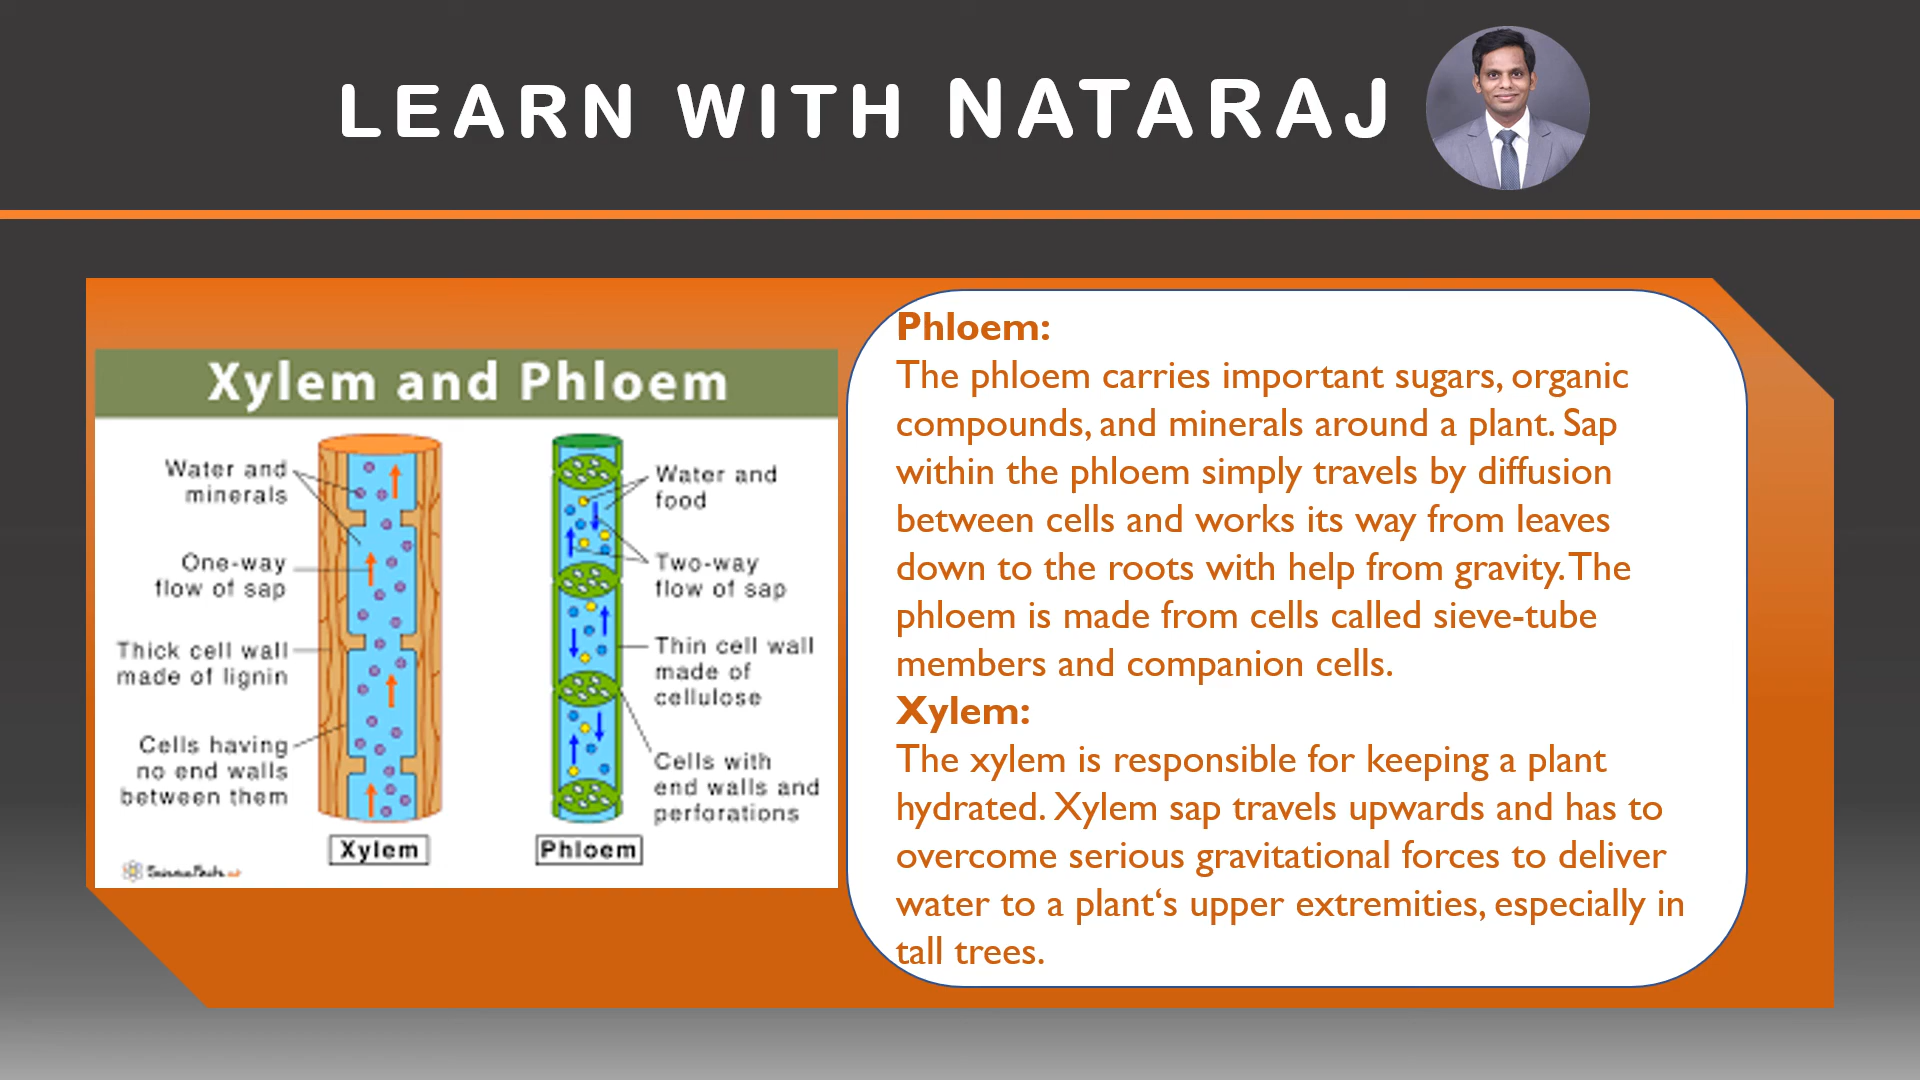 LEARN WITH NATARAJ
Xylem and Phloem
Water and
minerals
One-way
flow of sap
Thick cell wall
made of lignin
Cells having
no end walls
between them
Xylem
Water and
food
Two-way
flow of sap
Thin cell wall
made of
cellulose
Cells with
end walls and
perforations
Phloem
Phloem:
The phloem carries important sugars, organic
compounds, and minerals around a plant. Sap
within the phloem simply travels by diffusion
between cells and works its way from leaves
down to the roots with help from gravity. The
phloem is made from cells called sieve-tube
members and companion cells.
Xylem:
The xylem is responsible for keeping a plant
hydrated. Xylem sap travels upwards and has to
overcome serious gravitational forces to deliver
water to a plant‘s upper extremities, especially in
tall trees.